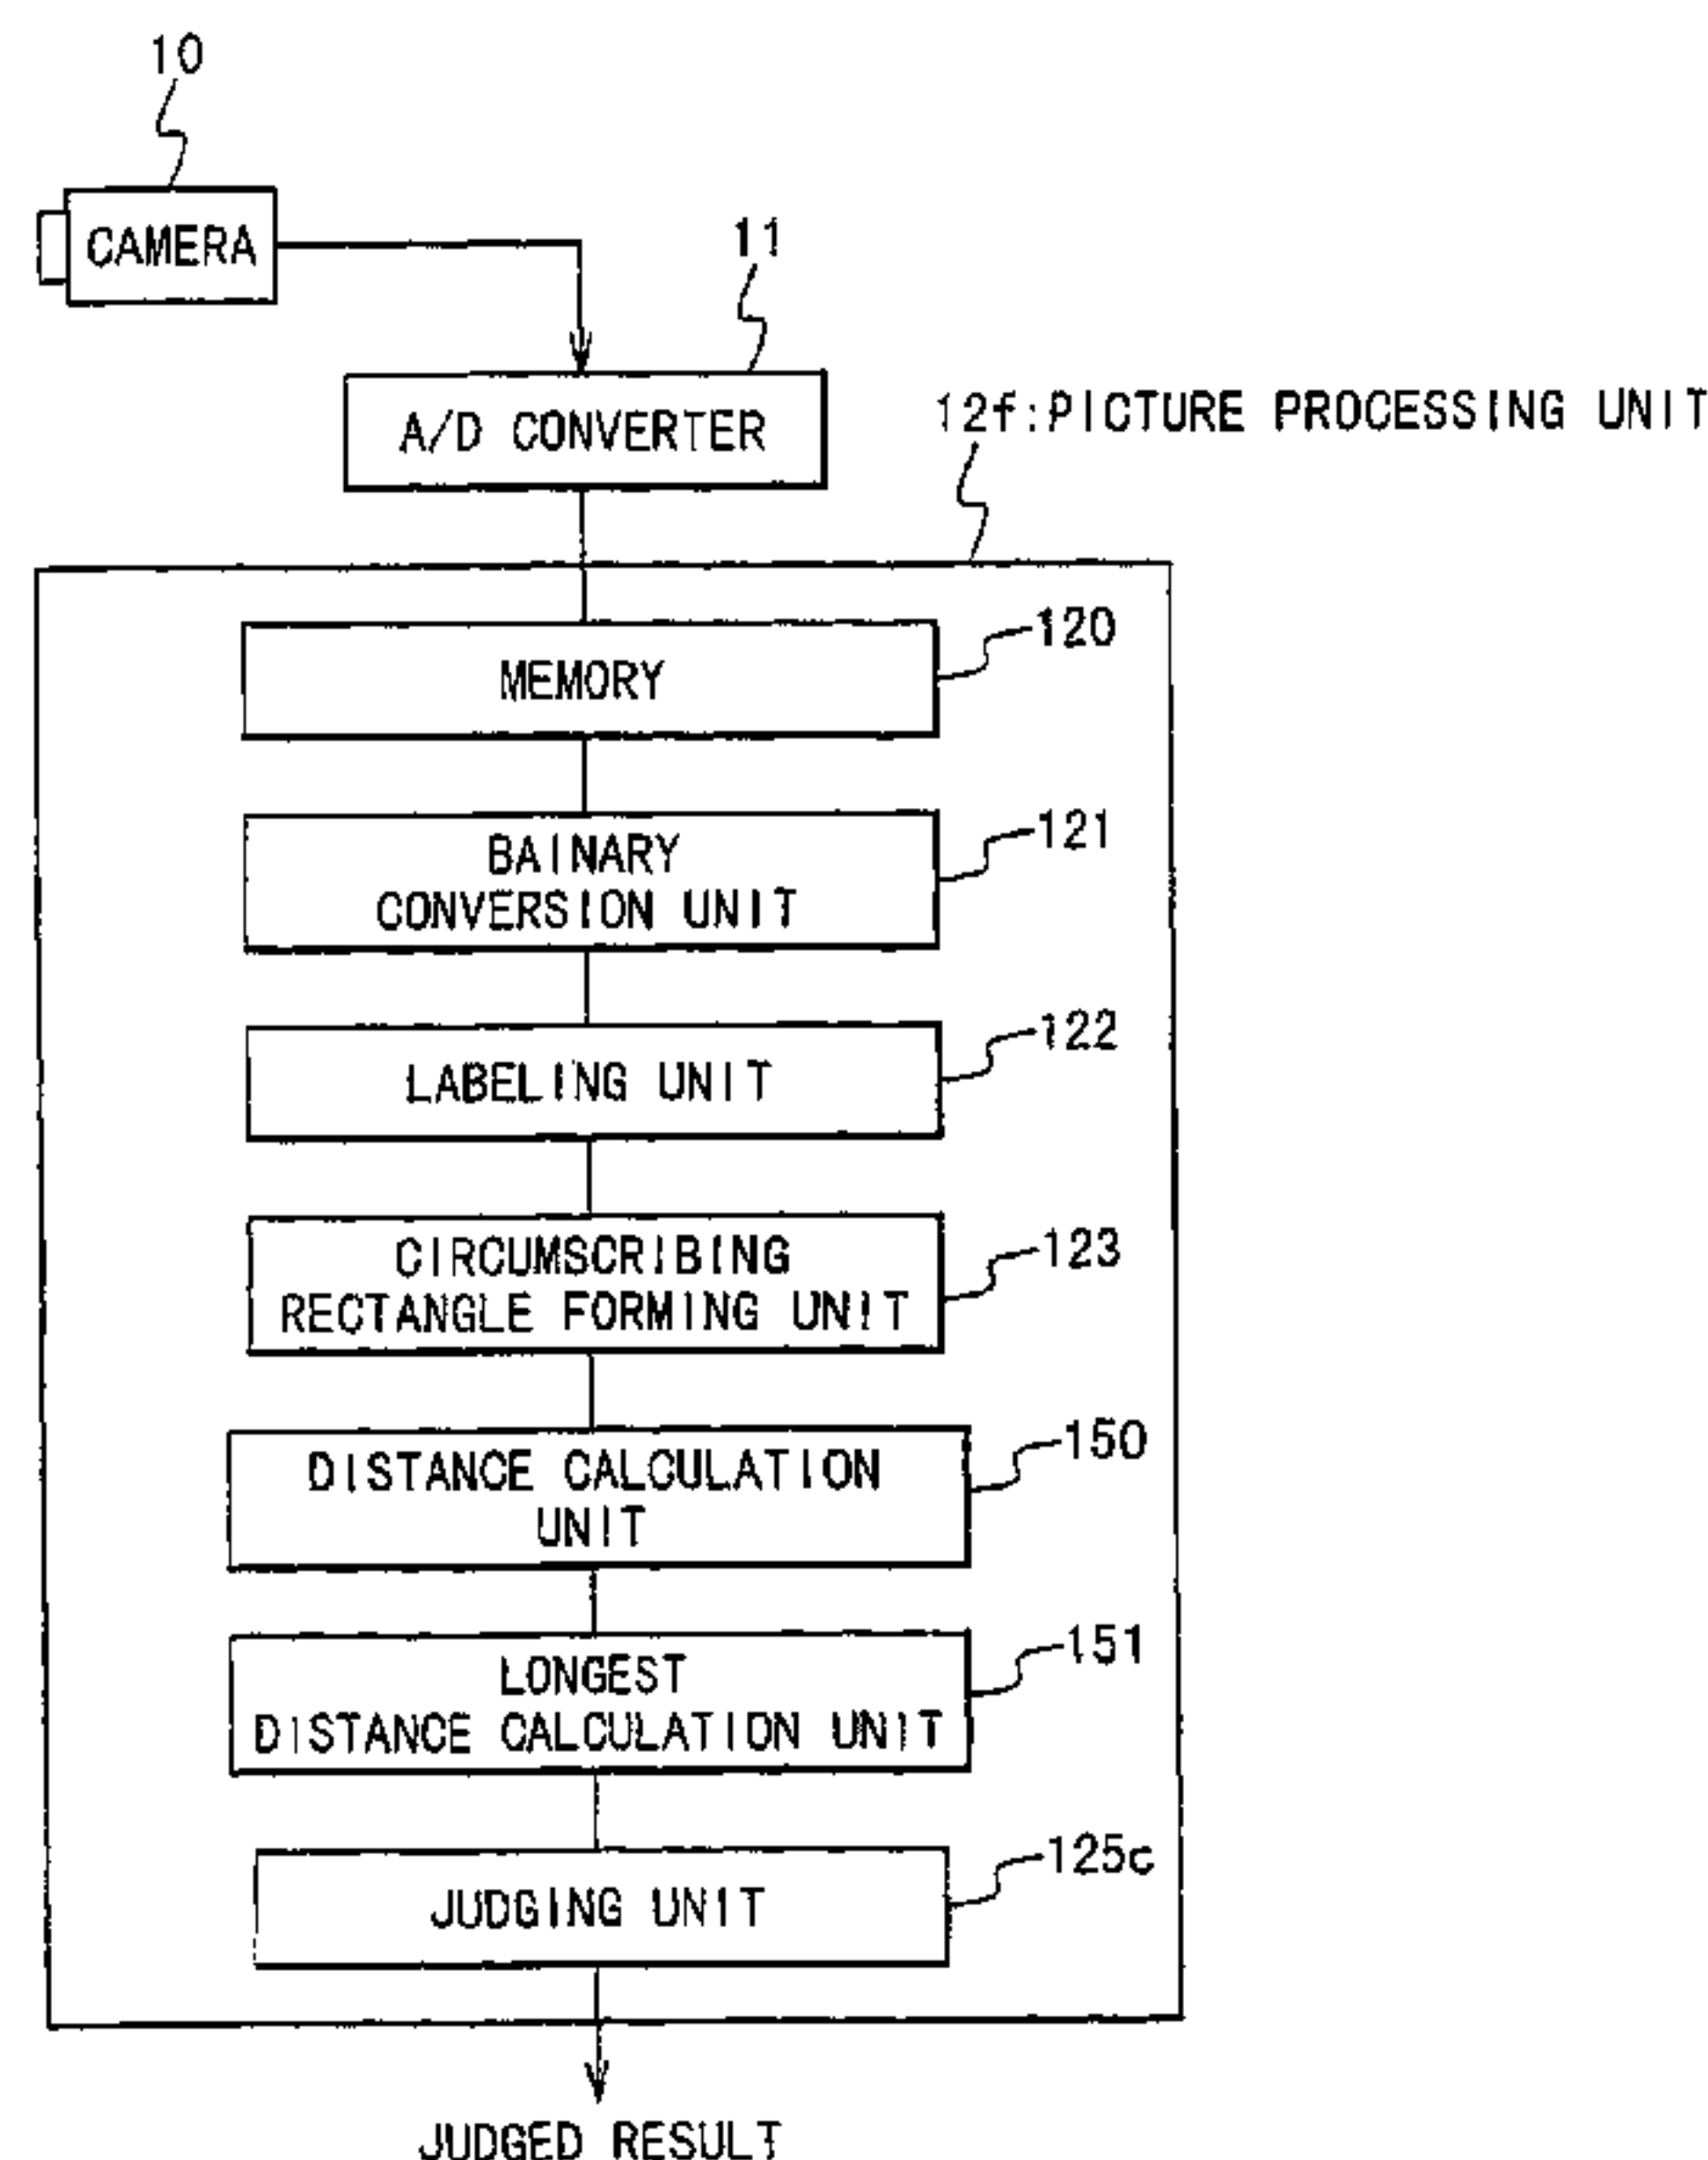 10
CAMERA
11
A/D CONVERTER
12f:PICTURE PROCESSING UNIT
120
MEMORY
121
BAINARY
CONVERSION UNIT
122
LABELING UNIT
123
CIRCUMSCRIBING
RECTANGLE FORMING UNIT
150
DISTANCE CALCULATION
UNIT
151
LONGEST
DISTANCE CALCULATION UNIT
125c
JUDGING UNIT
JUDGED RESULT